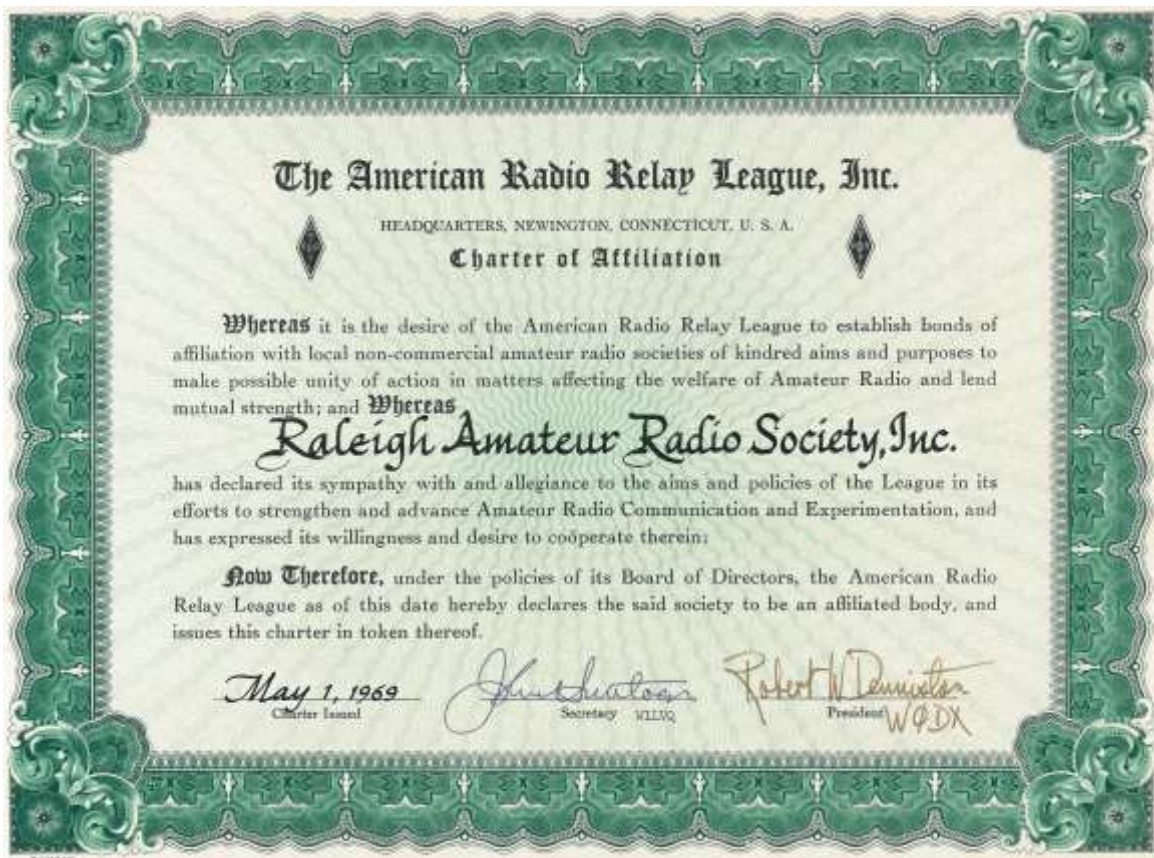 The American Radio Relay League, Inc.
HEADQUARTERS, NEWINGTON, CONNECTICUT, U. S. A.
Charter of Affiliation
Whereas it is the desire of the American Radio Relay League to establish bonds of
affiliation with local non-commercial amateur radio societies of kindred aims and purposes to
make possible unity of action in matters affecting the welfare of Amateur Radio and lend
mutual strength; and Whereas
Raleigh Amateur Radio Society, Inc.
has declared its sympathy with and allegiance to the aims and policies of the League in its
efforts to strengthen and advance Amateur Radio Communication and Experimentation, and
has expressed its willingness and desire to coöperate therein;
Now Therefore, under the policies of its Board of Directors, the American Radio
Relay League as of this date hereby declares the said society to be an affiliated body, and
issues this charter in token thereof.
May 1, 1969 John Robert W Denniston
Charter Issued Secretary W1LVQ President WØDX